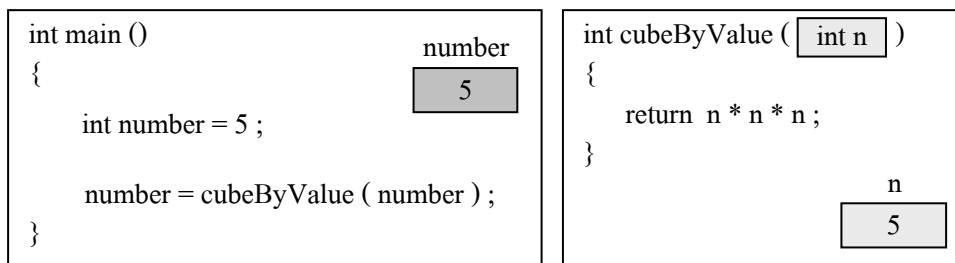 int main ()
number
{
5
int number = 5 ;
number = cubeByValue ( number ) ;
}
int cubeByValue ( int n )
{
return n * n * n ;
}
n
5